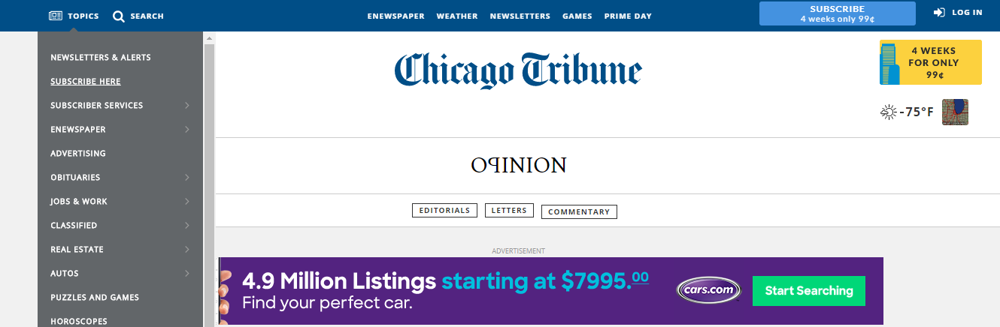 TOPICS SEARCH ENEWSPAPER WEATHER NEWSLETTERS GAMES PRIME DAY SUBSCRIBE LOG IN
4 weeks only 99¢
NEWSLETTERS & ALERTS
SUBSCRIBE HERE
SUBSCRIBER SERVICES
ENEWSPAPER
ADVERTISING
OBITUARIES
JOBS & WORK
CLASSIFIED
REAL ESTATE
AUTOS
PUZZLES AND GAMES
HOROSCOPES
Chicago Tribune
4 WEEKS
FOR ONLY
99¢
-75°F
OPINION
EDITORIALS LETTERS COMMENTARY
ADVERTISEMENT
4.9 Million Listings starting at $7995.00
Find your perfect car.
cars.com
Start Searching